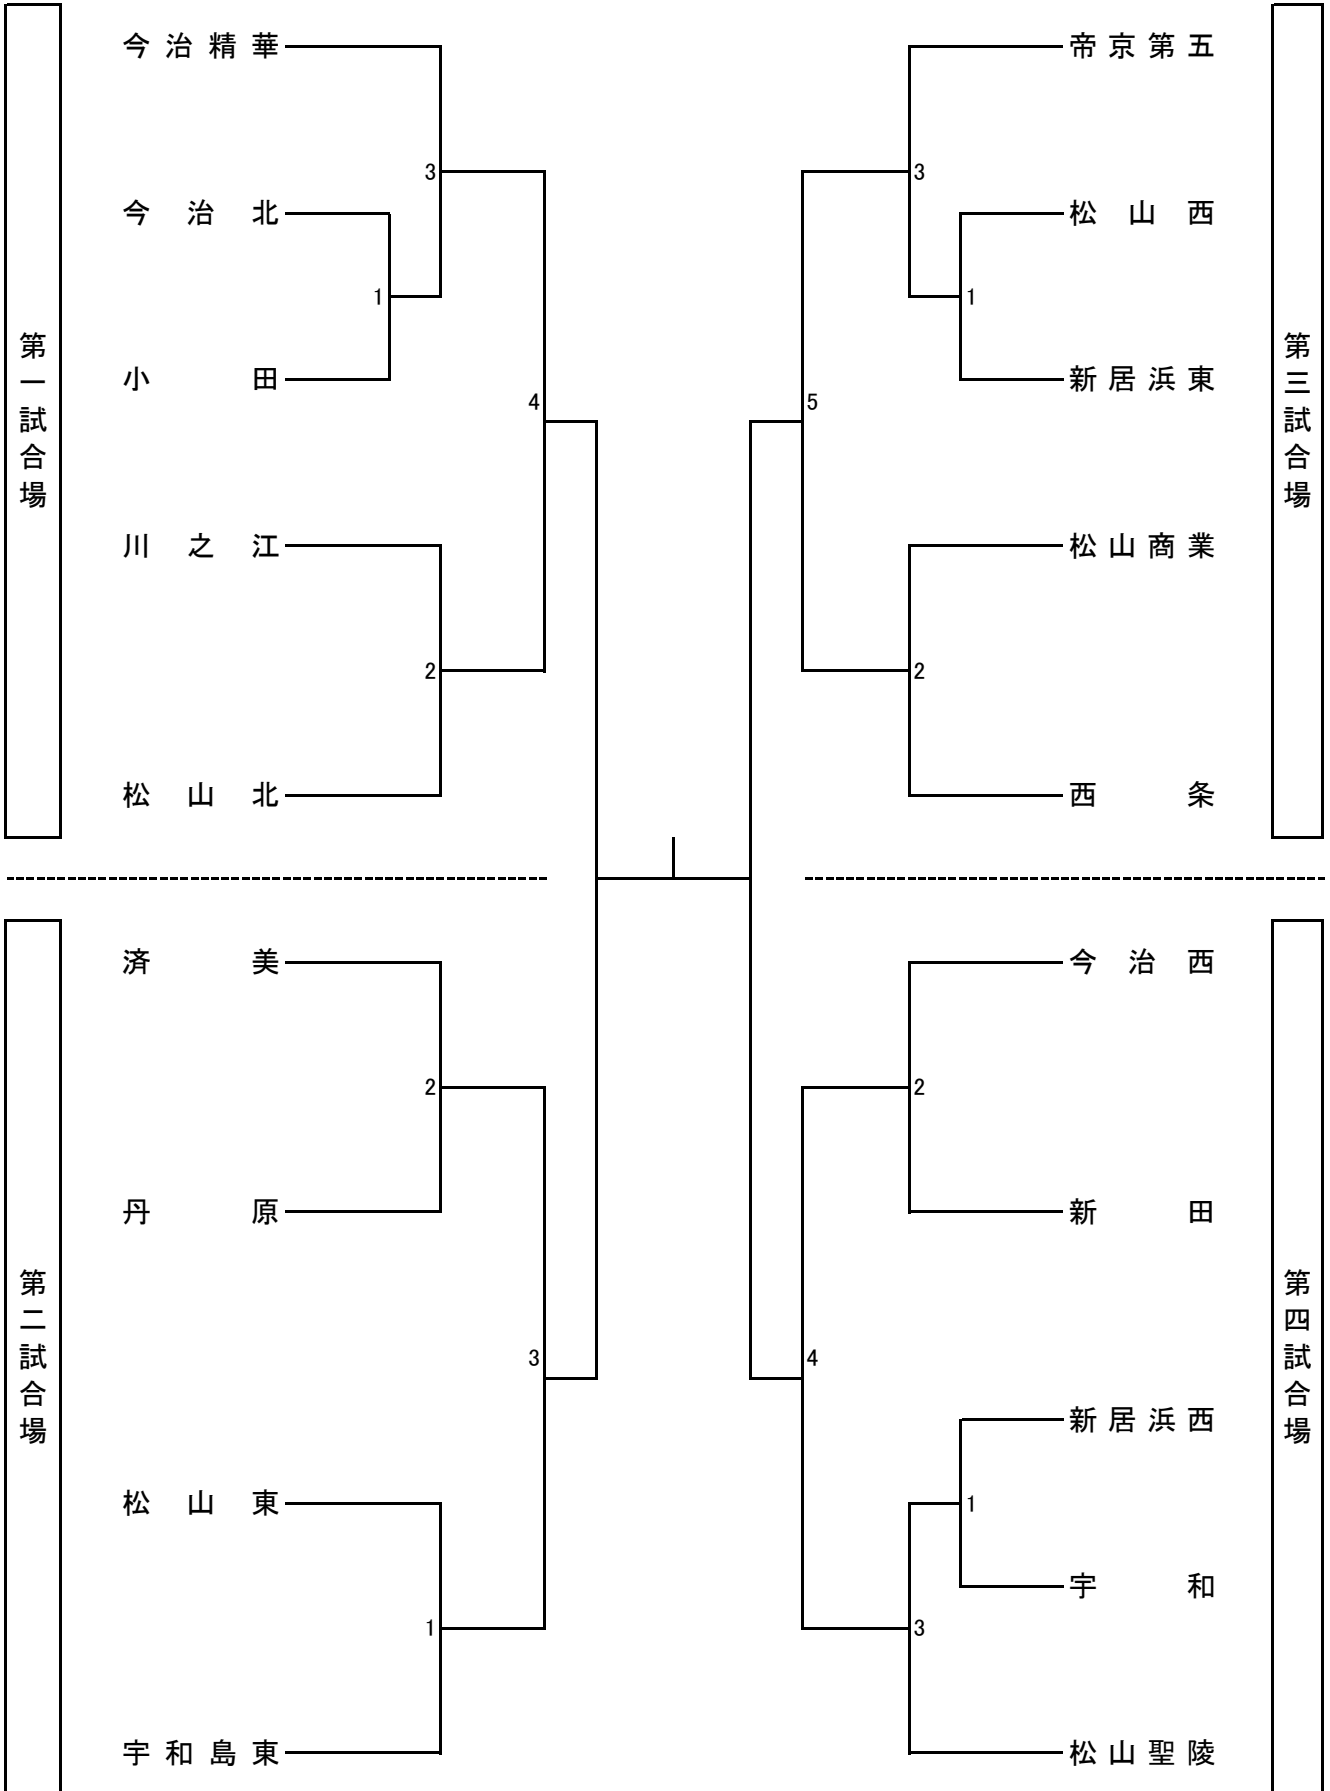 第一試合場
今治精華
3
今治北
1
小田
4
川之江
2
松山北
第三試合場
帝京第五
3
松山西
1
新居浜東
5
松山商業
2
西条
第二試合場
済美
2
丹原
3
松山東
1
宇和島東
第四試合場
今治西
2
新田
4
新居浜西
1
宇和
3
松山聖陵